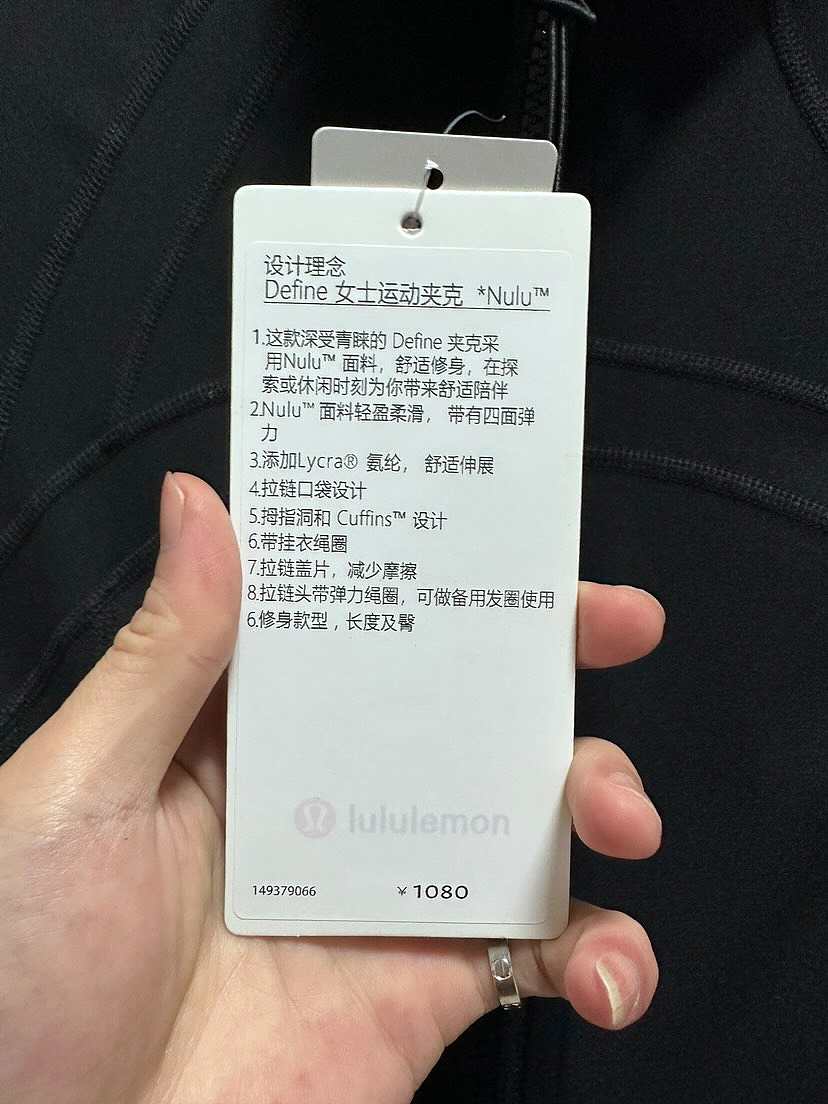 设计理念
Define 女士运动夹克 *Nulu™
1.这款深受青睐的 Define 夹克采
用Nulu™ 面料，舒适修身，在探
索或休闲时刻为你带来舒适陪伴
2.Nulu™ 面料轻盈柔滑， 带有四面弹
力
3.添加Lycra® 氨纶， 舒适伸展
4.拉链口袋设计
5.拇指洞和 Cuffins™ 设计
6.带挂衣绳圈
7.拉链盖片，减少摩擦
8.拉链头带弹力绳圈，可做备用发圈使用
6.修身款型，长度及臀
lululemon
149379066 ¥ 1080